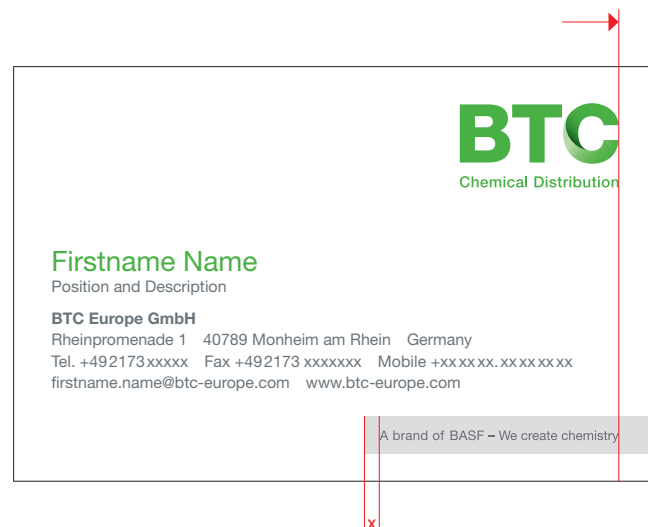 BTC
Chemical Distribution
Firstname Name
Position and Description
BTC Europe GmbH
Rheinpromenade 1 40789 Monheim am Rhein Germany
Tel. +492173xxxxx Fax +492173 xxxxxxx Mobile +xxxxxx.xxxxxxxx
firstname.name@btc-europe.com www.btc-europe.com
A brand of BASF – We create chemistry
x